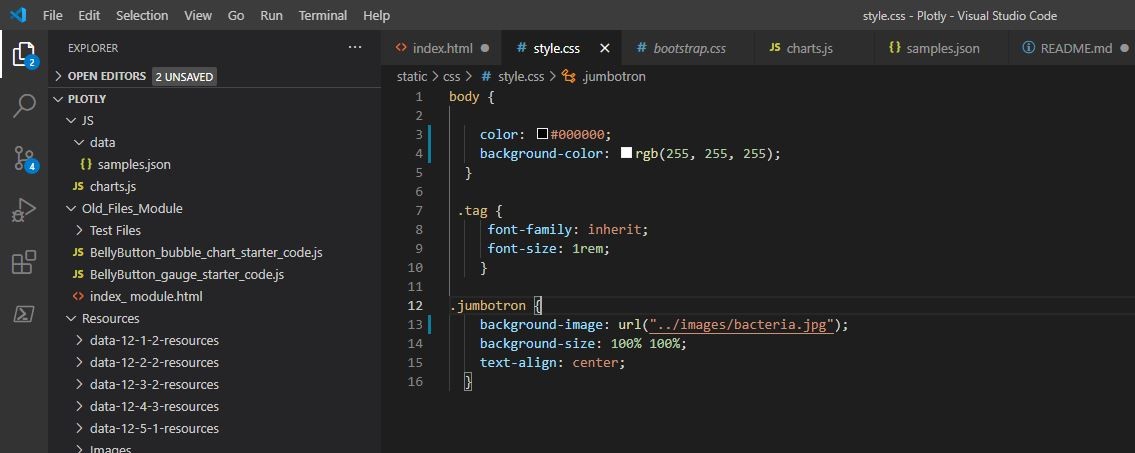 File Edit Selection View Go Run Terminal Help style.css - Plotly - Visual Studio Code
EXPLORER ...
index.html
style.css
bootstrap.css
JS charts.js
{} samples.json
README.md
OPEN EDITORS 2 UNSAVED
static > css > # style.css > .jumbotron
PLOTLY
JS
data
{} samples.json
JS charts.js
Old_Files_Module
Test Files
JS BellyButton_bubble_chart_starter_code.js
JS BellyButton_gauge_starter_code.js
<> index_ module.html
Resources
data-12-1-2-resources
data-12-2-2-resources
data-12-3-2-resources
data-12-4-3-resources
data-12-5-1-resources
Images
2
4
1 body {
2
3 color: #000000;
4 background-color: rgb(255, 255, 255);
5 }
6
7 .tag {
8 font-family: inherit;
9 font-size: 1rem;
10 }
11
12 .jumbotron {
13 background-image: url("../images/bacteria.jpg");
14 background-size: 100% 100%;
15 text-align: center;
16 }